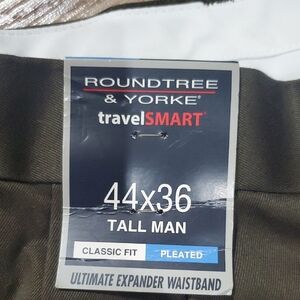 ROUNDTREE
& YORKE®
travelSMART®
44x36
TALL MAN
CLASSIC FIT PLEATED
ULTIMATE EXPANDER WAISTBAND